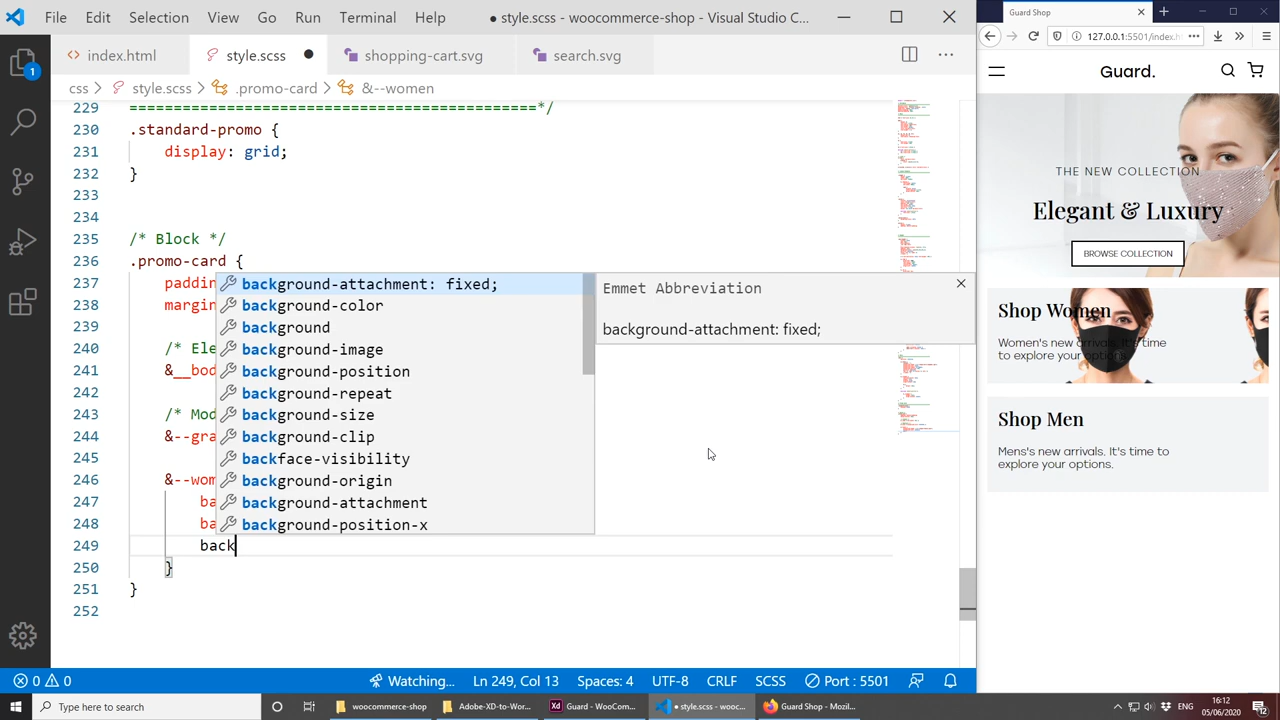 File Edit Selection View Go Run Terminal Help ● style.scss - woocommerce-shop - Visual Studio C...
Guard Shop
127.0.0.1:5501/index.h
index.html style.scss ● shopping-cart.svg search.svg
css > style.scss > .promo-card > &--women
1
229 ==============================================*/
230 standard-promo {
231 display: grid
232
233
234
235 Block
236 omo-card {
237 padd
238 margin
239
240 /* Ele
241 &__bo
242
243 /* Mo
244 &--gr
245
246 &--wom
247 ba
248 ba
249 back
250 }
251 }
252
background-attachment: fixed;
background-color
background
background-image
background-position
background-repeat
background-size
background-clip
backface-visibility
background-origin
background-attachment
background-position-x
Emmet Abbreviation
background-attachment: fixed;
Guard.
THE NEW COLLECTION
Elegant & Luxury
BROWSE COLLECTION
Shop Women
Women's new arrivals. It's time
to explore your options.
Shop Men
Mens's new arrivals. It's time to
explore your options.
0 0 Watching... Ln 249, Col 13 Spaces: 4 UTF-8 CRLF SCSS Port : 5501
Type here to search
woocommerce-shop
Adobe-XD-to-Wor...
Guard - WooCom...
● style.scss - wooc...
Guard Shop - Mozil...
ENG
16:12
05/06/2020
12